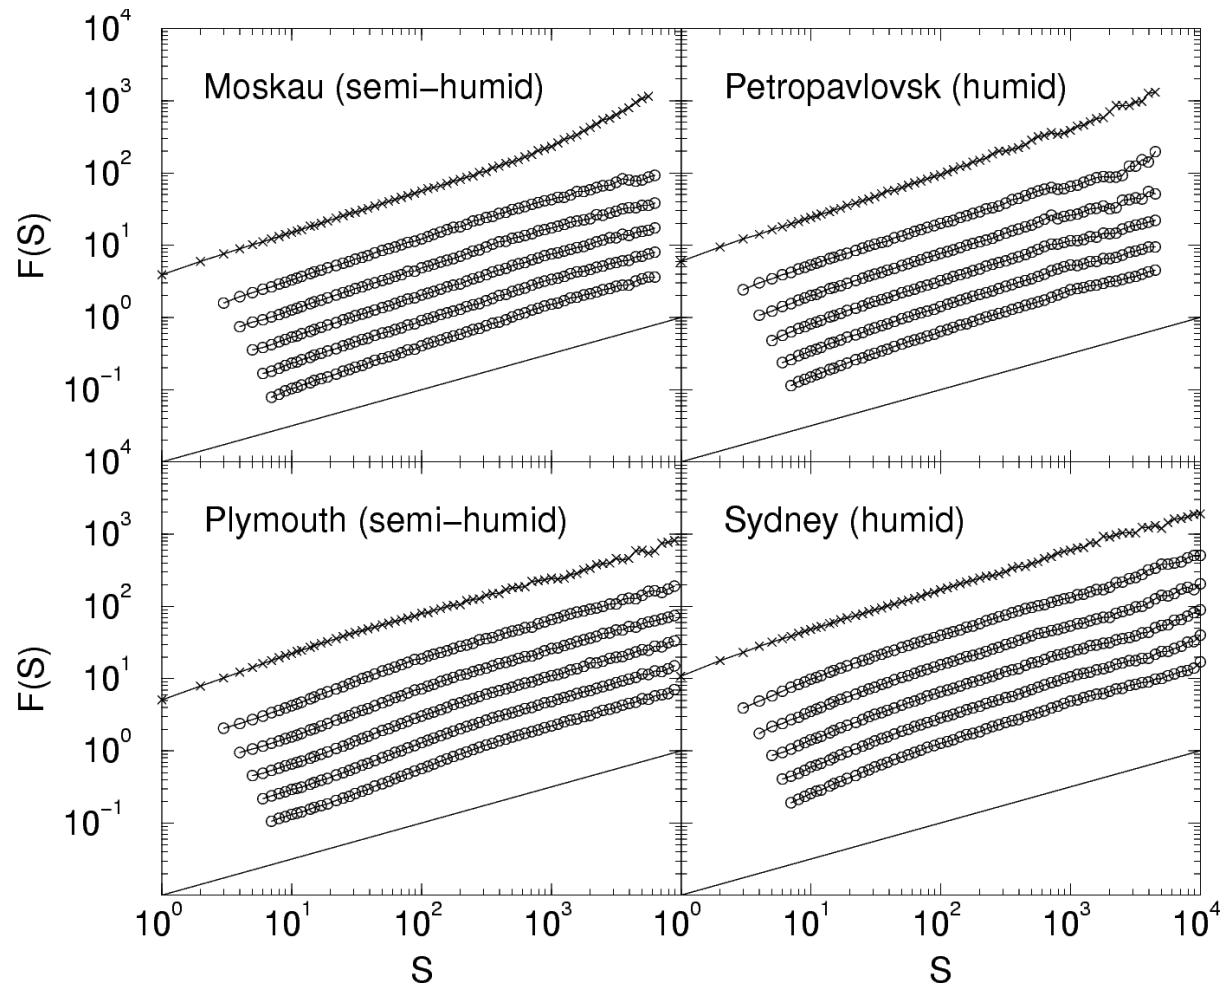 10^4
10^3
10^2
10^1
10^0
10^−1
F(S)
Moskau (semi−humid)
Petropavlovsk (humid)
10^4
10^3
10^2
10^1
10^0
10^−1
F(S)
Plymouth (semi−humid)
Sydney (humid)
10^0 10^1 10^2 10^3 10 10^1 10^2 10^3 10^4
S S